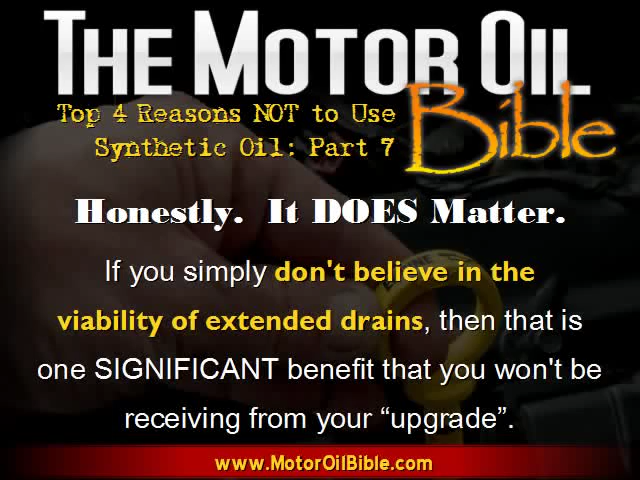 THE MOTOR OIL
Bible
Top 4 Reasons NOT to Use
Synthetic Oil: Part 7
Honestly. It DOES Matter.
If you simply don't believe in the
viability of extended drains, then that is
one SIGNIFICANT benefit that you won't be
receiving from your “upgrade”.
www.MotorOilBible.com